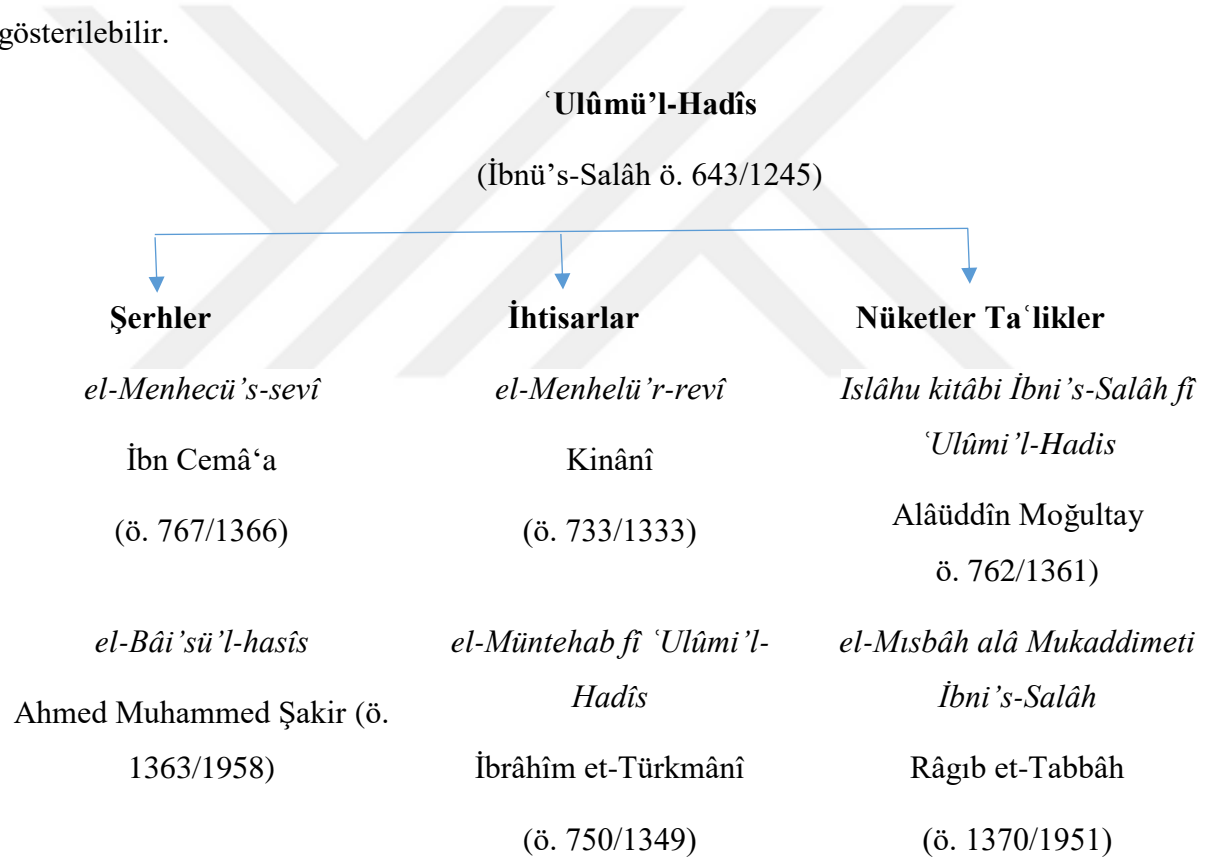 gösterilebilir.
ʿUlûmü’l-Hadîs
(İbnü’s-Salâh ö. 643/1245)
Şerhler
el-Menhecü’s-sevî
İbn Cemâ‘a
(ö. 767/1366)
el-Bâi’sü’l-hasîs
Ahmed Muhammed Şakir (ö.
1363/1958)
İhtisarlar
el-Menhelü’r-revî
Kinânî
(ö. 733/1333)
el-Müntehab fî ʿUlûmi’l-
Hadîs
İbrâhîm et-Türkmânî
(ö. 750/1349)
Nüketler Taʿlikler
Islâhu kitâbi İbni’s-Salâh fî
ʿUlûmi’l-Hadis
Alâüddîn Moğultay
ö. 762/1361)
el-Mısbâh alâ Mukaddimeti
İbni’s-Salâh
Râgıb et-Tabbâh
(ö. 1370/1951)